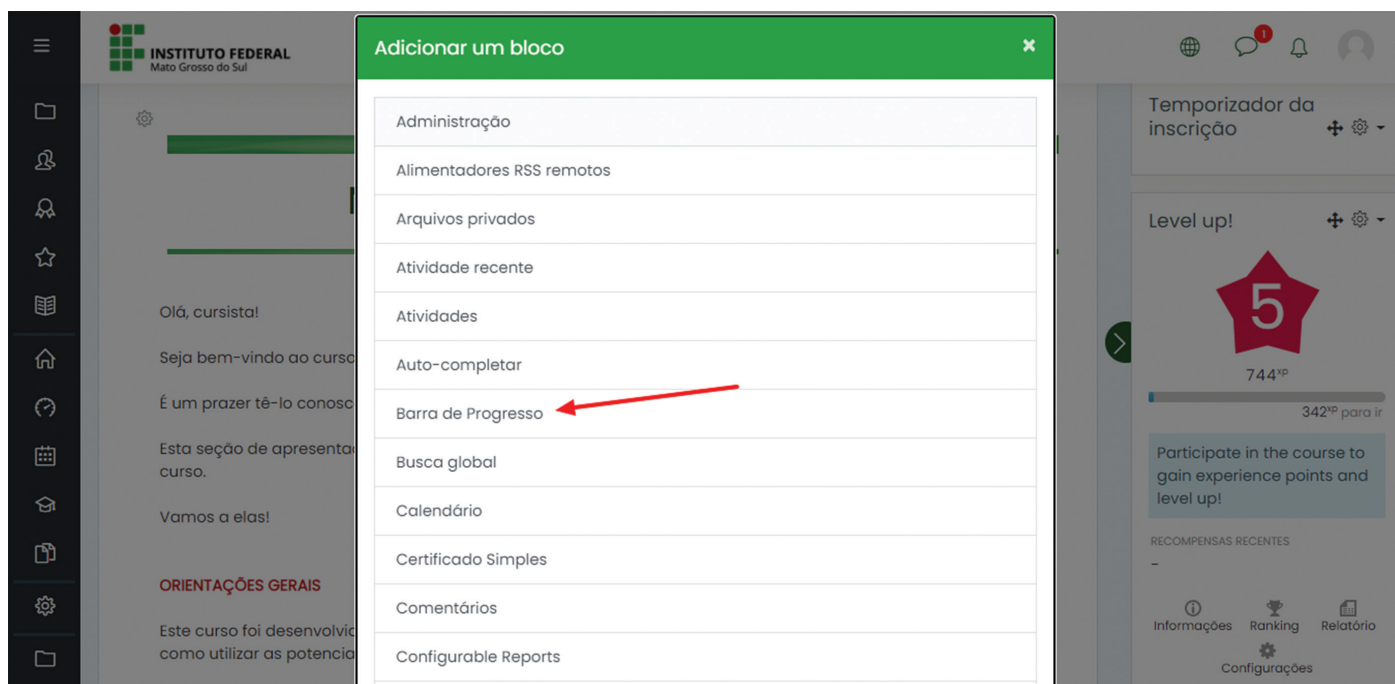 INSTITUTO FEDERAL
Mato Grosso do Sul
Adicionar um bloco
1
Administração
Alimentadores RSS remotos
Arquivos privados
Atividade recente
Atividades
Auto-completar
Barra de Progresso
Busca global
Calendário
Certificado Simples
Comentários
Configurable Reports
Olá, cursista!
Seja bem-vindo ao curso
É um prazer tê-lo conosc
Esta seção de apresenta
curso.
Vamos a elas!
ORIENTAÇÕES GERAIS
Este curso foi desenvolvid
como utilizar as potencia
Temporizador da
inscrição
Level up!
5
744xp
342xp para ir
Participate in the course to
gain experience points and
level up!
RECOMPENSAS RECENTES
-
Informações Ranking Relatório
Configurações